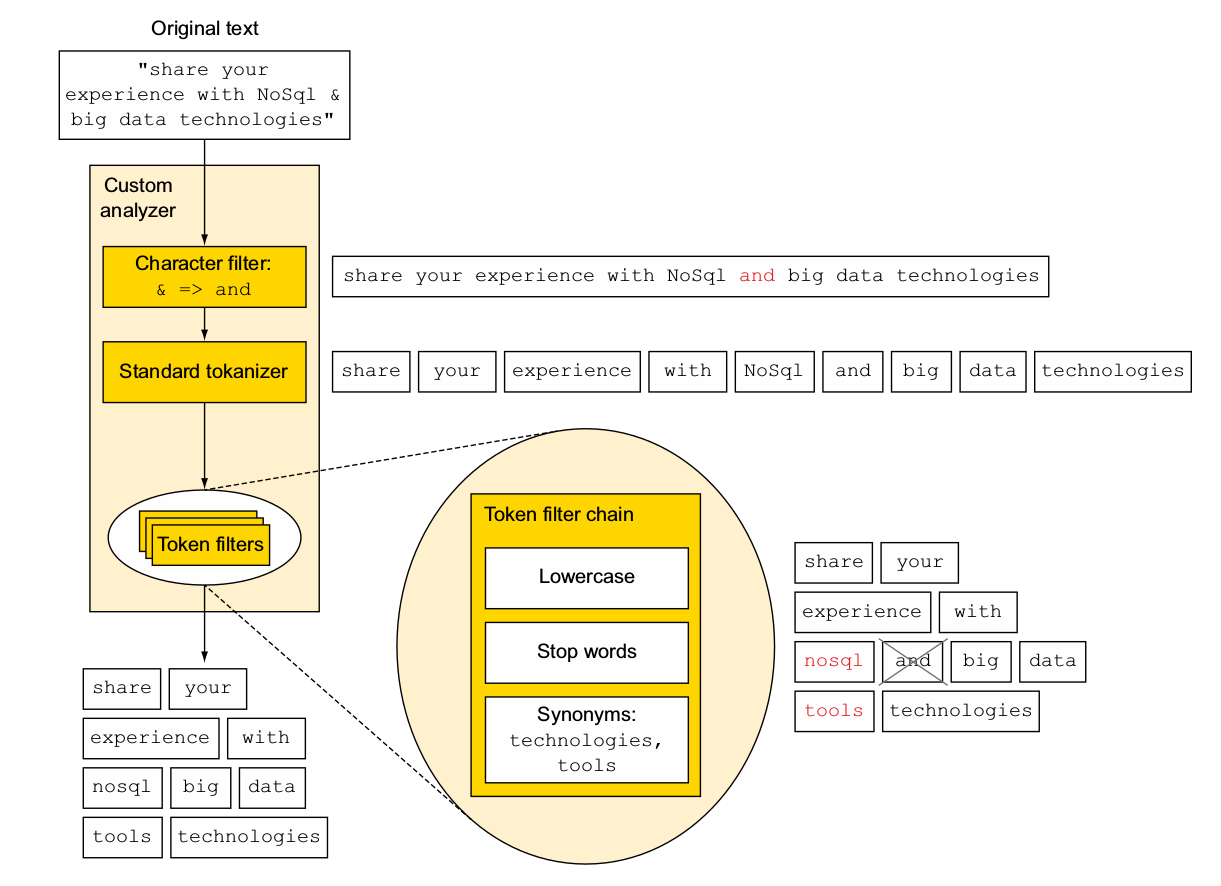 Original text
"share your
experience with NoSql &
big data technologies"
Custom
analyzer
Character filter:
& => and
share your experience with NoSql and big data technologies
Standard tokanizer
share your experience with NoSql and big data technologies
Token filters
Token filter chain
Lowercase
Stop words
Synonyms:
technologies,
tools
share your
experience with
nosql and big data
tools technologies
share your
experience with
nosql big data
tools technologies